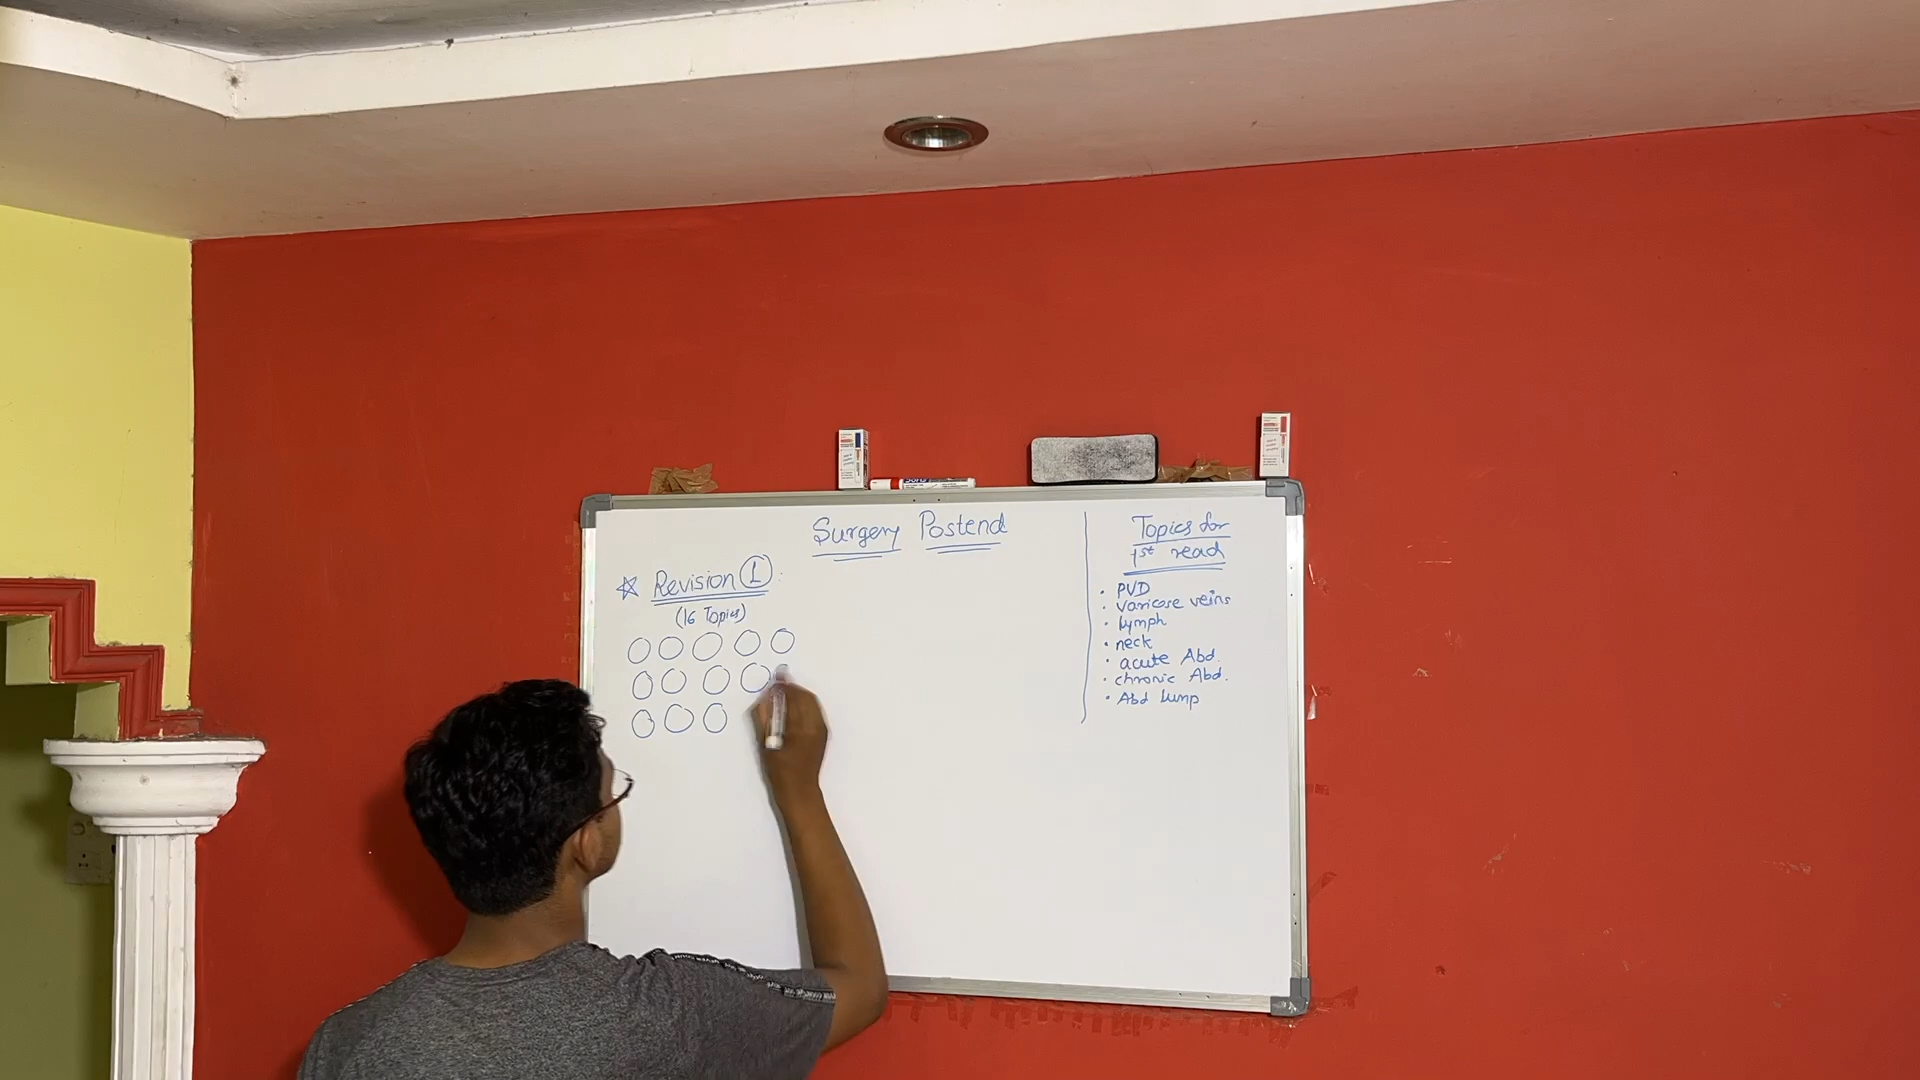 Surgery Postend
☆ Revision ① :
(16 Topics)
Topics for
1st read
• PVD
• varicose veins
• lymph
• neck
• acute Abd.
• chronic Abd.
• Abd lump